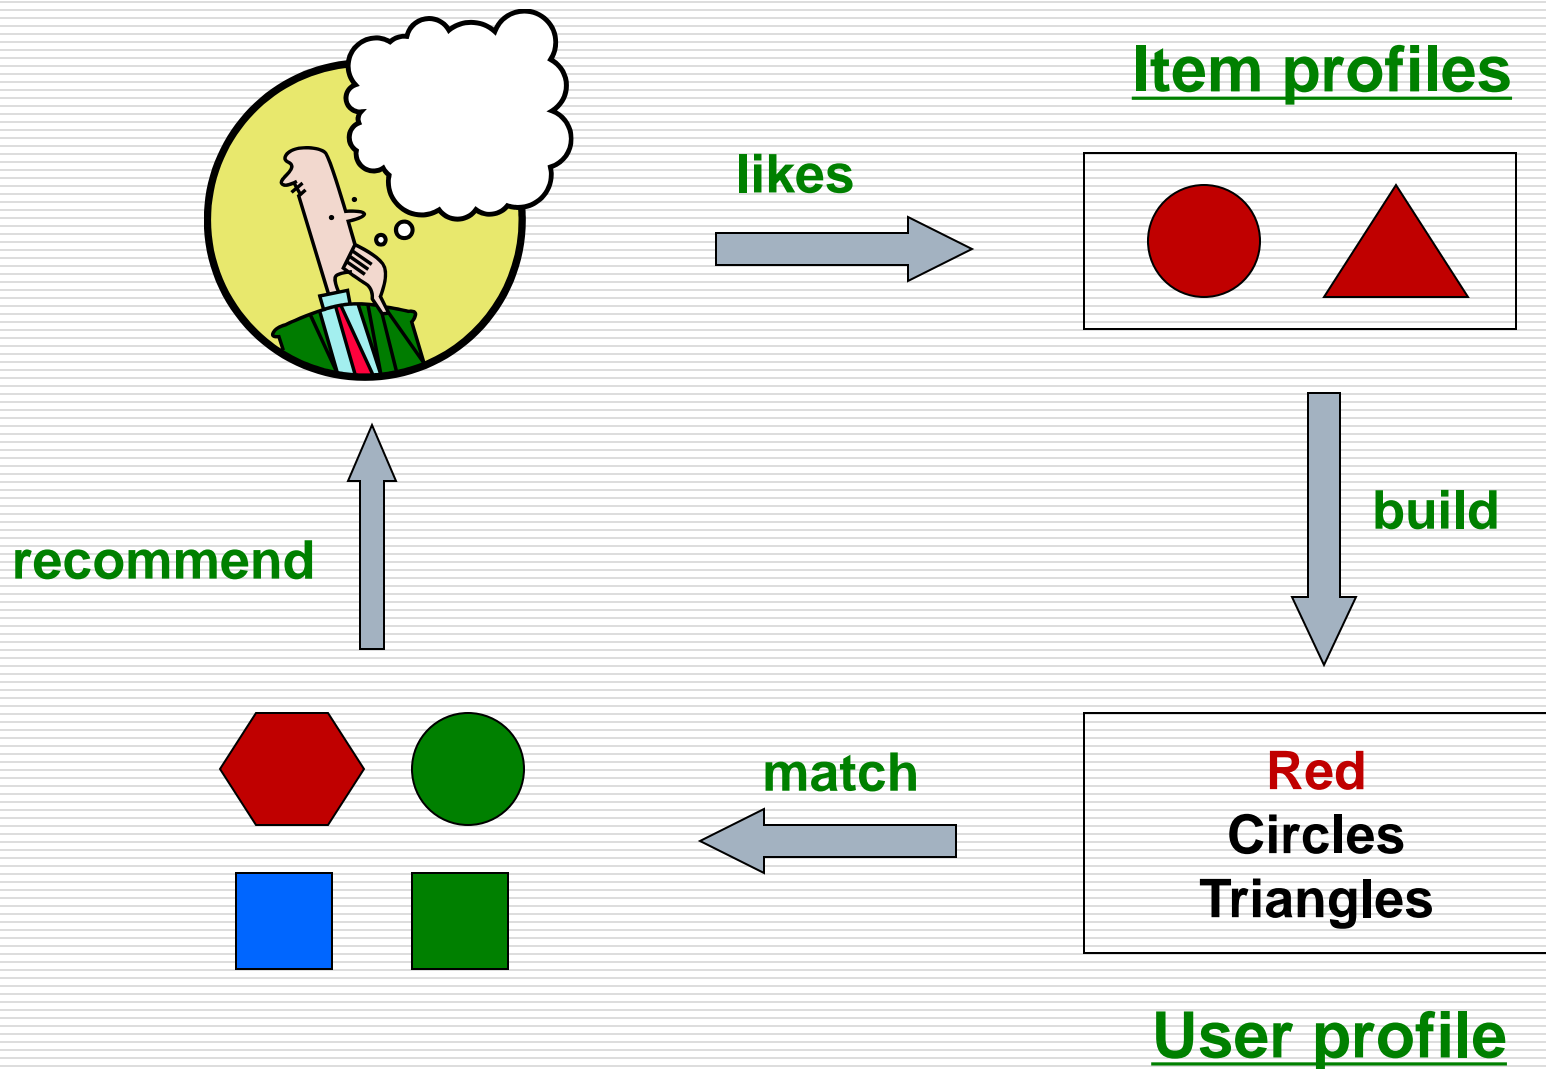 Item profiles
likes
build
recommend
match
Red
Circles
Triangles
User profile